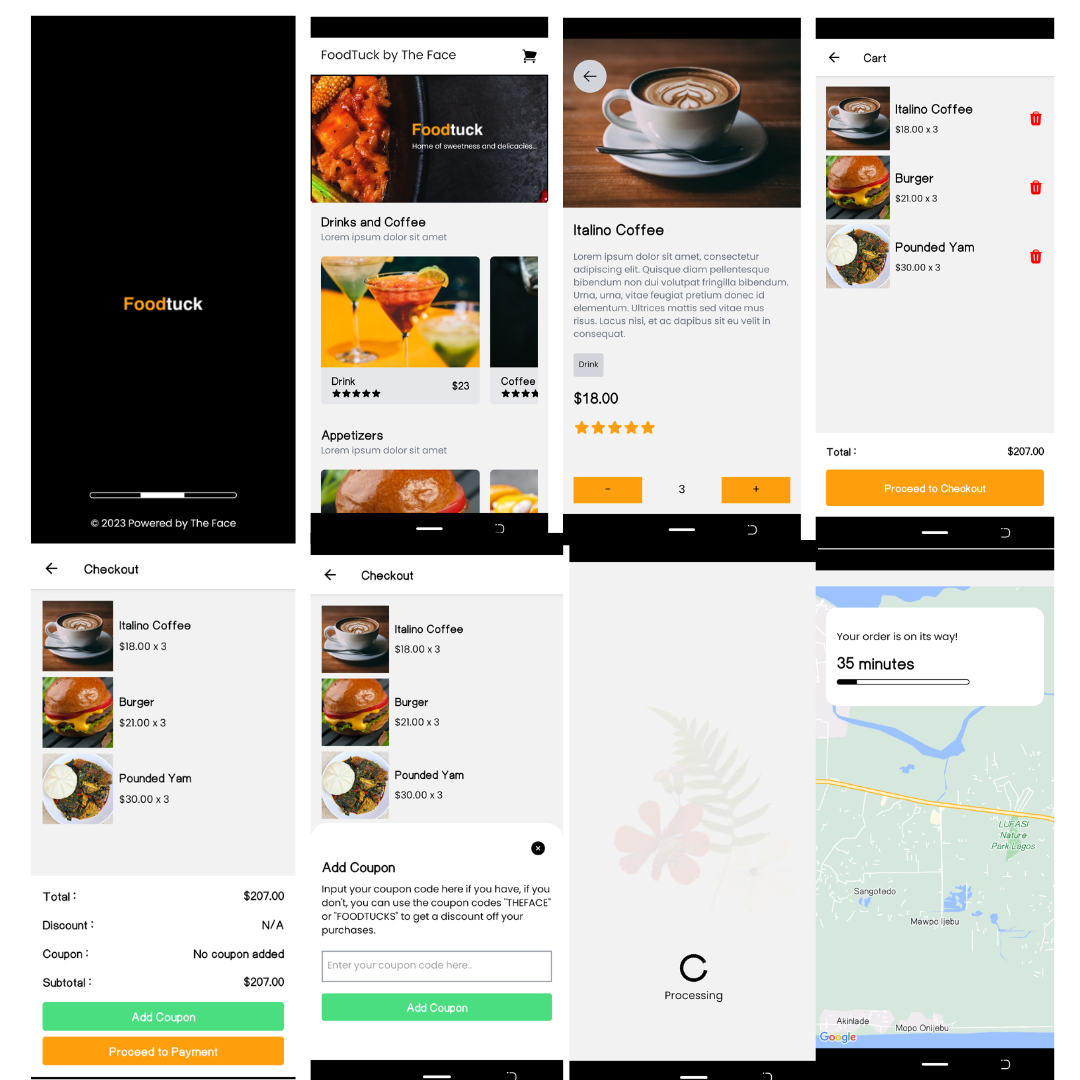 Foodtuck
© 2023 Powered by The Face
FoodTuck by The Face
Foodtuck
Home of sweetness and delicacies...
Drinks and Coffee
Lorem ipsum dolor sit amet
Drink
$23
Coffee
Appetizers
Lorem ipsum dolor sit amet
Italino Coffee
Lorem ipsum dolor sit amet, consectetur
adipiscing elit. Quisque diam pellentesque
bibendum non dui volutpat fringilla bibendum.
Urna, urna, vitae feugiat pretium donec id
elementum. Ultrices mattis sed vitae mus
risus. Lacus nisi, et ac dapibus sit eu velit in
consequat.
Drink
$18.00
- 3 +
Cart
Italino Coffee
$18.00 x 3
Burger
$21.00 x 3
Pounded Yam
$30.00 x 3
Total : $207.00
Proceed to Checkout
Checkout
Italino Coffee
$18.00 x 3
Burger
$21.00 x 3
Pounded Yam
$30.00 x 3
Total : $207.00
Discount : N/A
Coupon : No coupon added
Subtotal : $207.00
Add Coupon
Proceed to Payment
Checkout
Italino Coffee
$18.00 x 3
Burger
$21.00 x 3
Pounded Yam
$30.00 x 3
Add Coupon
Input your coupon code here if you have, if you
don't, you can use the coupon codes "THEFACE"
or "FOODTUCKS" to get a discount off your
purchases.
Enter your coupon code here..
Add Coupon
Processing
Your order is on its way!
35 minutes
LUFASI
Nature
Park Lagos
Sangotedo
Mawpo Ijebu
Akinlade
Mopo Onijebu
Google